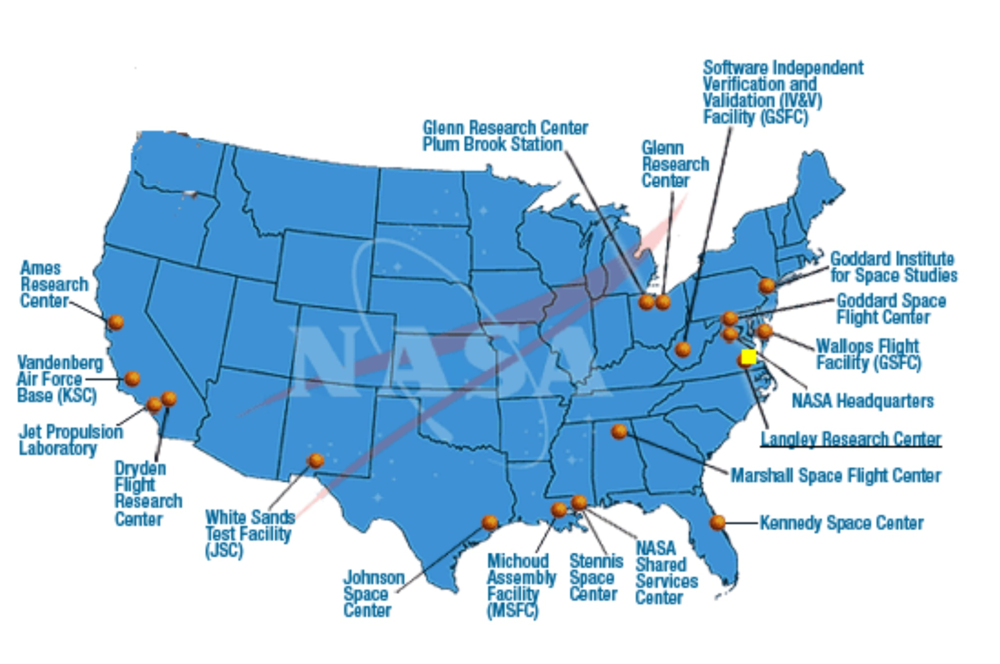 Software Independent
Verification and
Validation (IV&V)
Facility (GSFC)
Glenn Research Center
Plum Brook Station
Glenn
Research
Center
Ames
Research
Center
Goddard Institute
for Space Studies
Goddard Space
Flight Center
Wallops Flight
Facility (GSFC)
NASA
Vandenberg
Air Force
Base (KSC)
NASA Headquarters
Jet Propulsion
Laboratory
Langley Research Center
Dryden
Flight
Research
Center
Marshall Space Flight Center
White Sands
Test Facility
(JSC)
Kennedy Space Center
Johnson
Space
Center
Michoud
Assembly
Facility
(MSFC)
Stennis
Space
Center
NASA
Shared
Services
Center